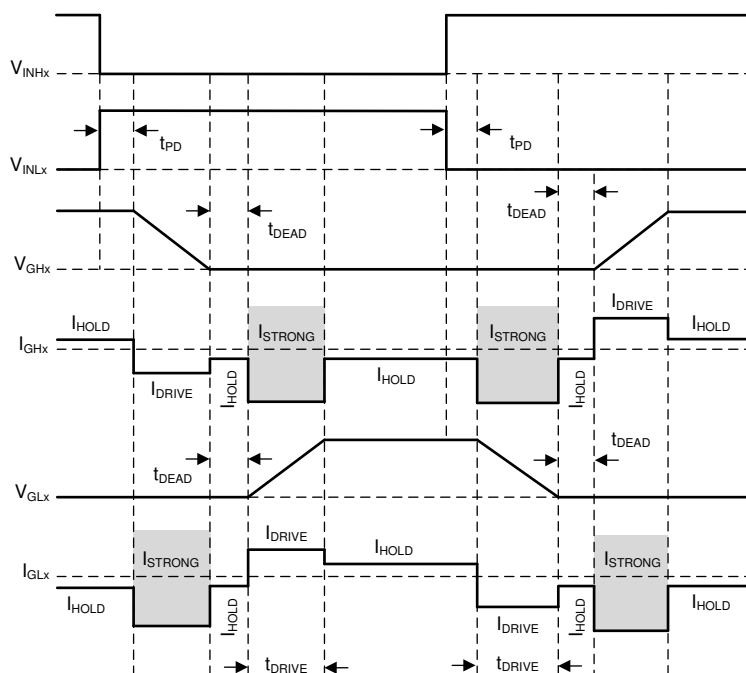 V_INHx
t_PD t_PD
V_INLx
t_DEAD t_DEAD
V_GHx
I_HOLD I_STRONG I_STRONG I_DRIVE I_HOLD
I_GHx
I_DRIVE I_HOLD I_HOLD I_HOLD
t_DEAD t_DEAD
V_GLx
I_STRONG I_DRIVE I_HOLD I_STRONG
I_GLx
I_HOLD I_HOLD I_DRIVE I_HOLD I_HOLD
t_DRIVE t_DRIVE